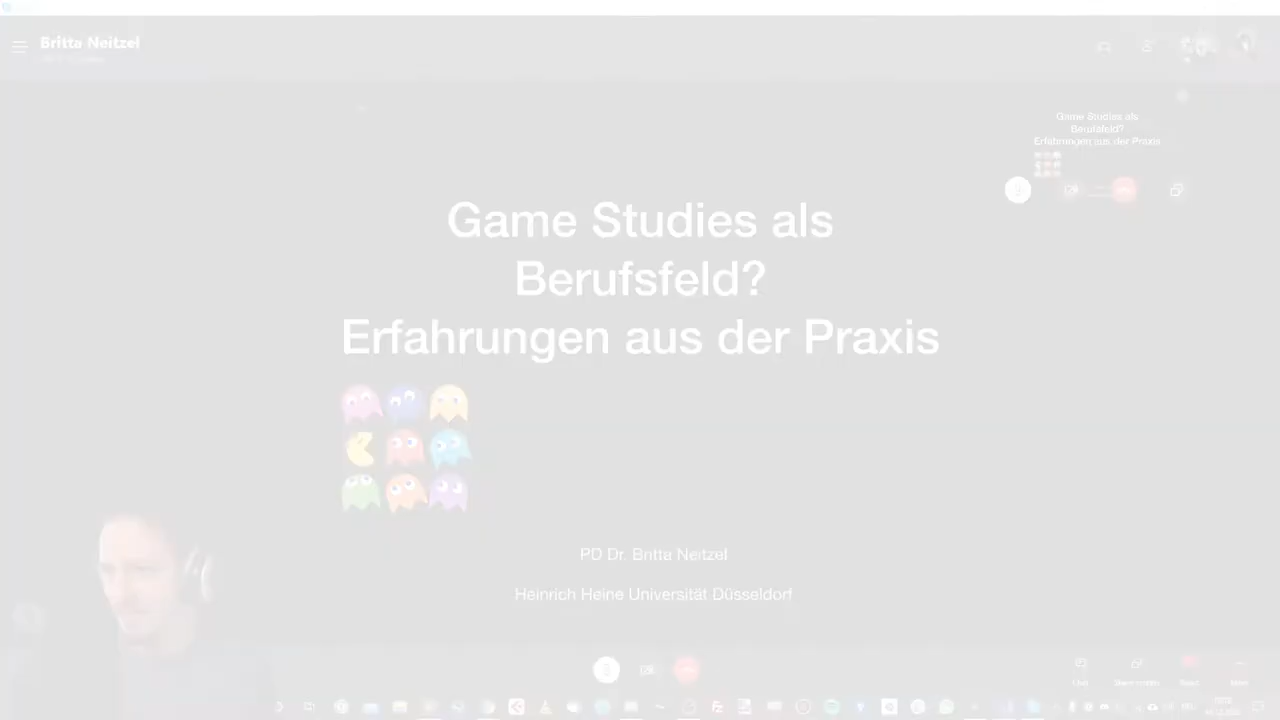 Britta Neitzel
Game Studies als
Berufsfeld?
Erfahrungen aus der Praxis
Game Studies als
Berufsfeld?
Erfahrungen aus der Praxis
PD Dr. Britta Neitzel
Heinrich Heine Universität Düsseldorf
Chat